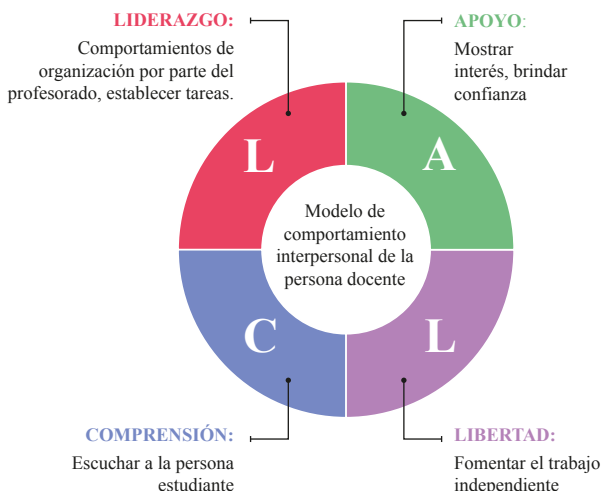 LIDERAZGO:
Comportamientos de
organización por parte del
profesorado, establecer tareas.
APOYO:
Mostrar
interés, brindar
confianza
L
A
Modelo de
comportamiento
interpersonal de la
persona docente
C
L
COMPRENSIÓN:
Escuchar a la persona
estudiante
LIBERTAD:
Fomentar el trabajo
independiente